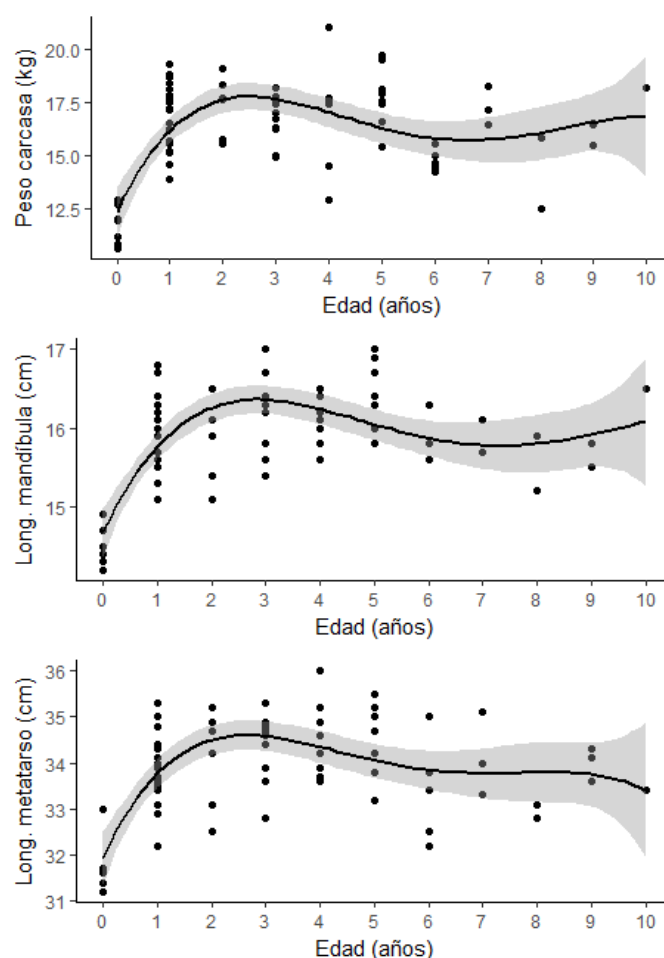 Peso carcasa (kg)
20.0
17.5
15.0
12.5
0 1 2 3 4 5 6 7 8 9 10
Edad (años)
Long. mandíbula (cm)
17
16
15
0 1 2 3 4 5 6 7 8 9 10
Edad (años)
Long. metatarso (cm)
36
35
34
33
32
31
0 1 2 3 4 5 6 7 8 9 10
Edad (años)